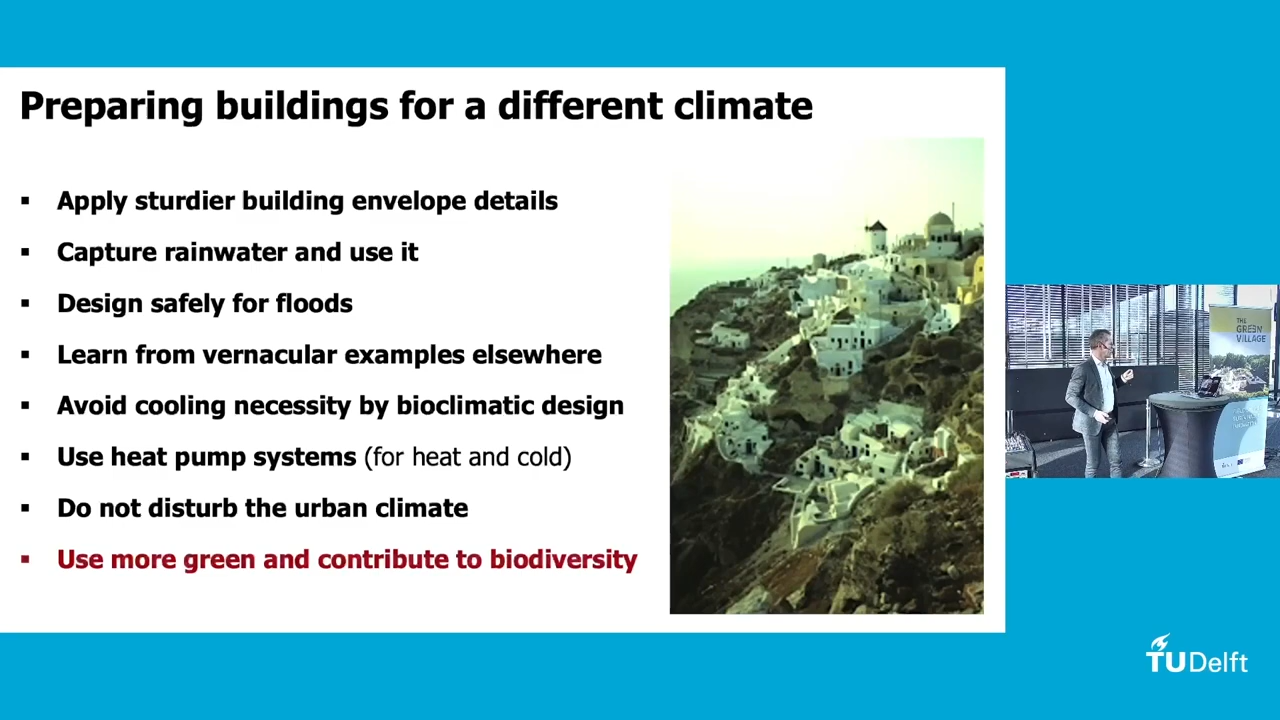 Preparing buildings for a different climate
▪ Apply sturdier building envelope details
▪ Capture rainwater and use it
▪ Design safely for floods
▪ Learn from vernacular examples elsewhere
▪ Avoid cooling necessity by bioclimatic design
▪ Use heat pump systems (for heat and cold)
▪ Do not disturb the urban climate
▪ Use more green and contribute to biodiversity
THE
GREEN
VILLAGE
TU Delft